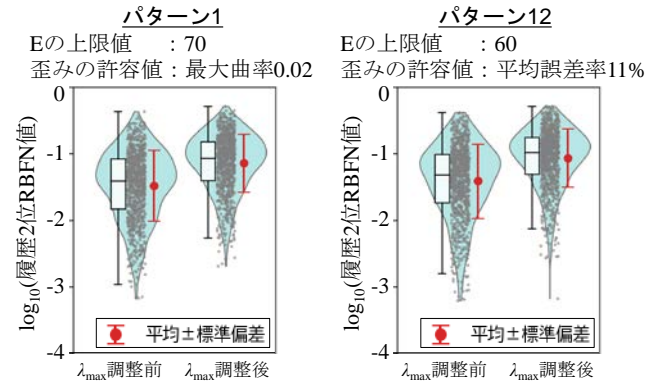 パターン1
Eの上限値 : 70
歪みの許容値 : 最大曲率0.02
log10(履歴2位RBFN値)
0
-1
-2
-3
-4
平均±標準偏差
λmax調整前 λmax調整後
パターン12
Eの上限値 : 60
歪みの許容値 : 平均誤差率11%
log10(履歴2位RBFN値)
0
-1
-2
-3
-4
平均±標準偏差
λmax調整前 λmax調整後